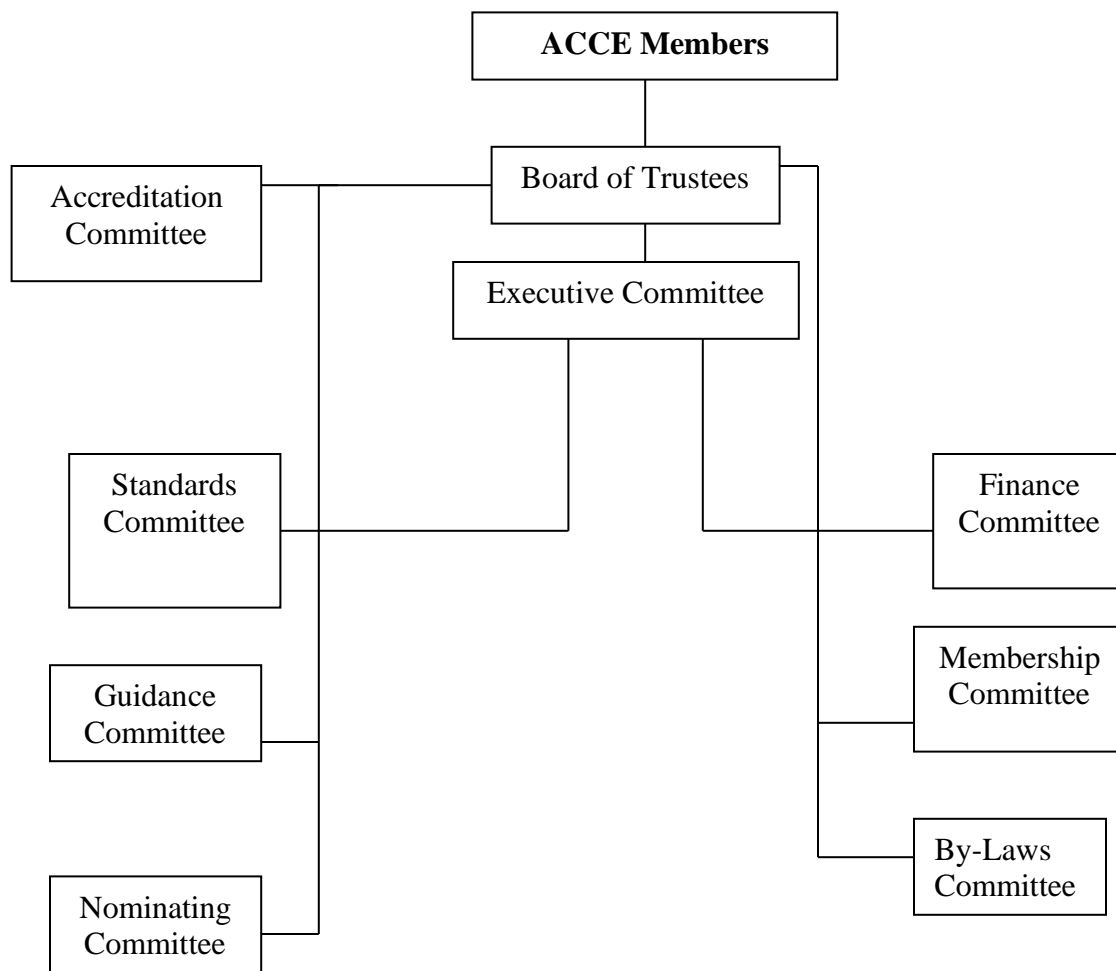 ACCE Members
Board of Trustees
Accreditation
Committee
Executive Committee
Standards
Committee
Finance
Committee
Membership
Committee
Guidance
Committee
By-Laws
Committee
Nominating
Committee